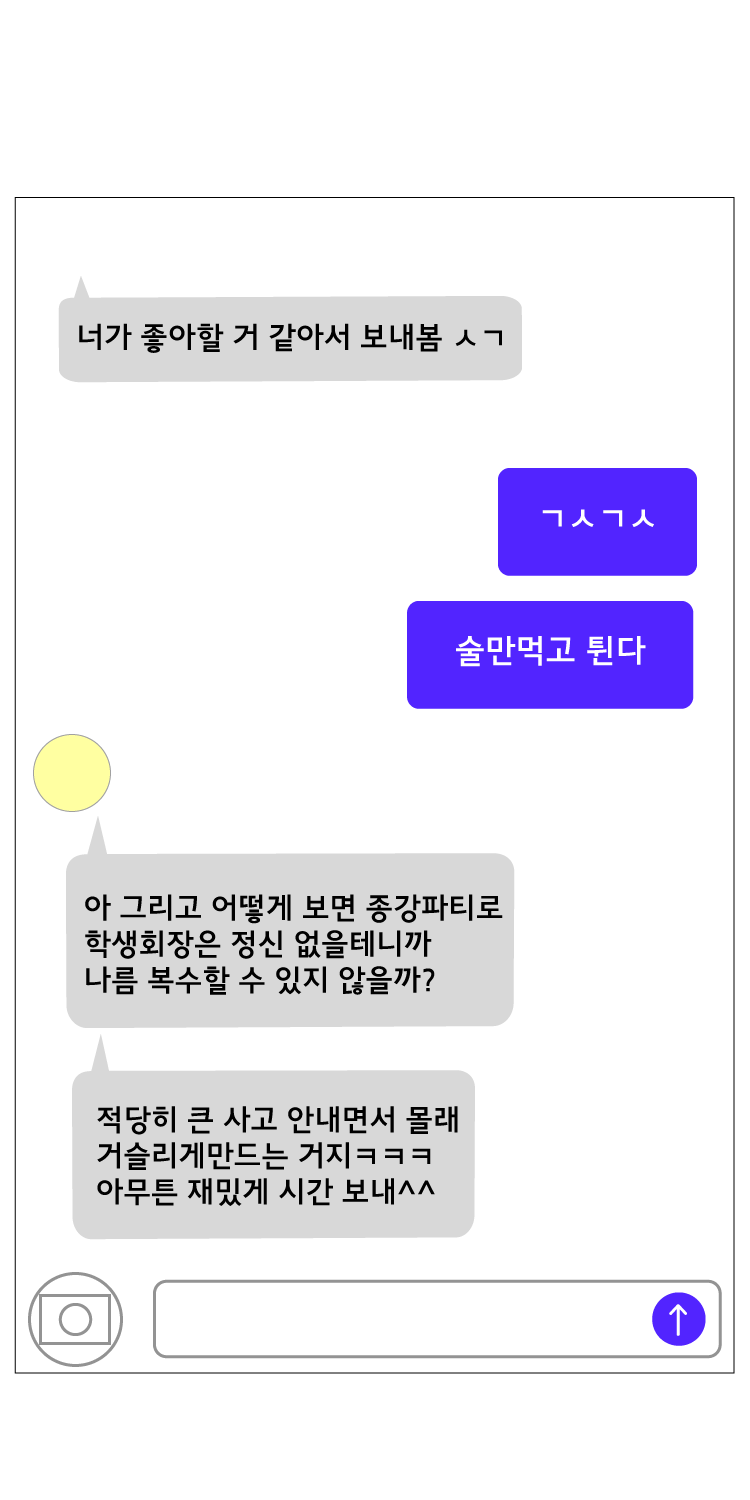 너가 좋아할 거 같아서 보내봄 ㅅㄱ
ㄱㅅㄱㅅ
술만먹고 튄다
아 그리고 어떻게 보면 종강파티로
학생회장은 정신 없을테니까
나름 복수할 수 있지 않을까?
적당히 큰 사고 안내면서 몰래
거슬리게만드는 거지ㅋㅋㅋ
아무튼 재밌게 시간 보내^^